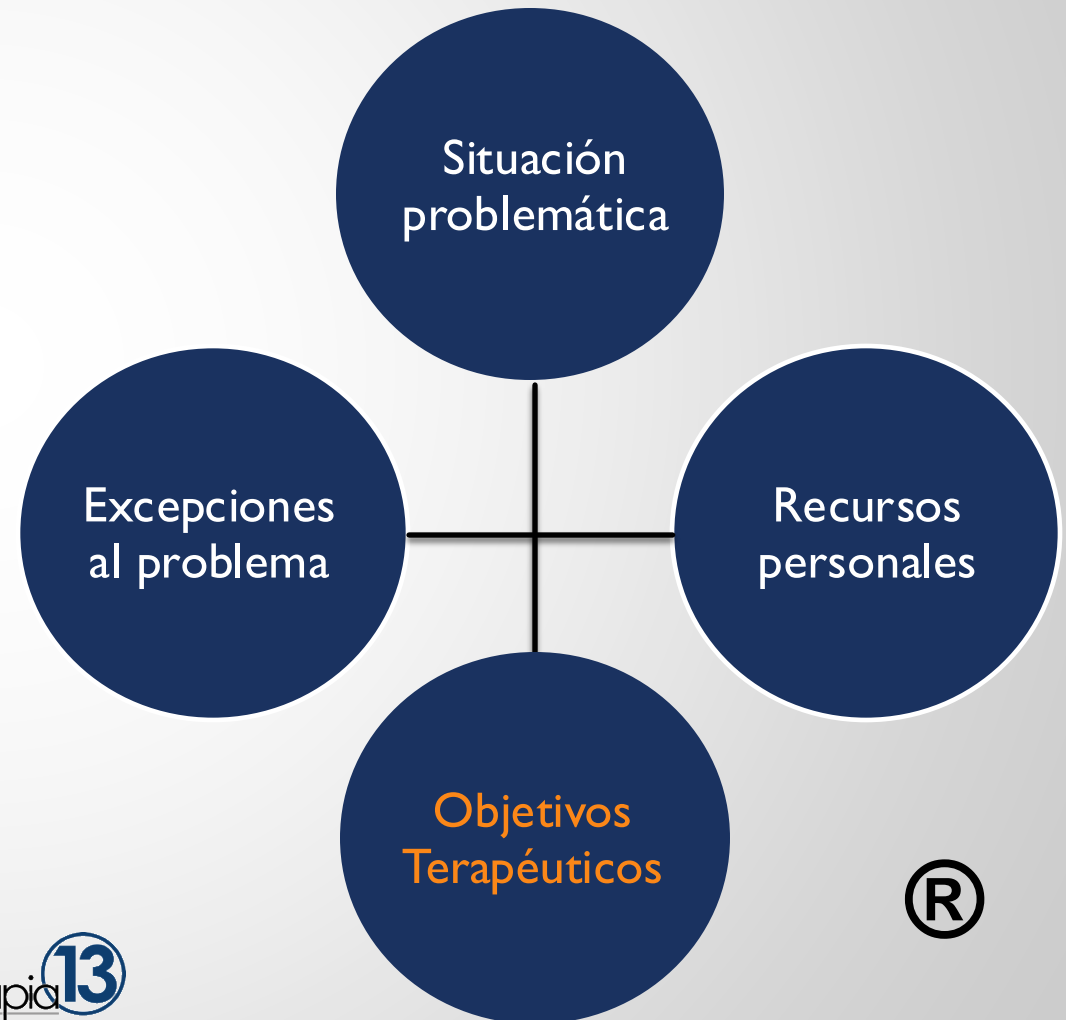 Situación
problemática
Excepciones
al problema
Recursos
personales
Objetivos
Terapéuticos
®
13